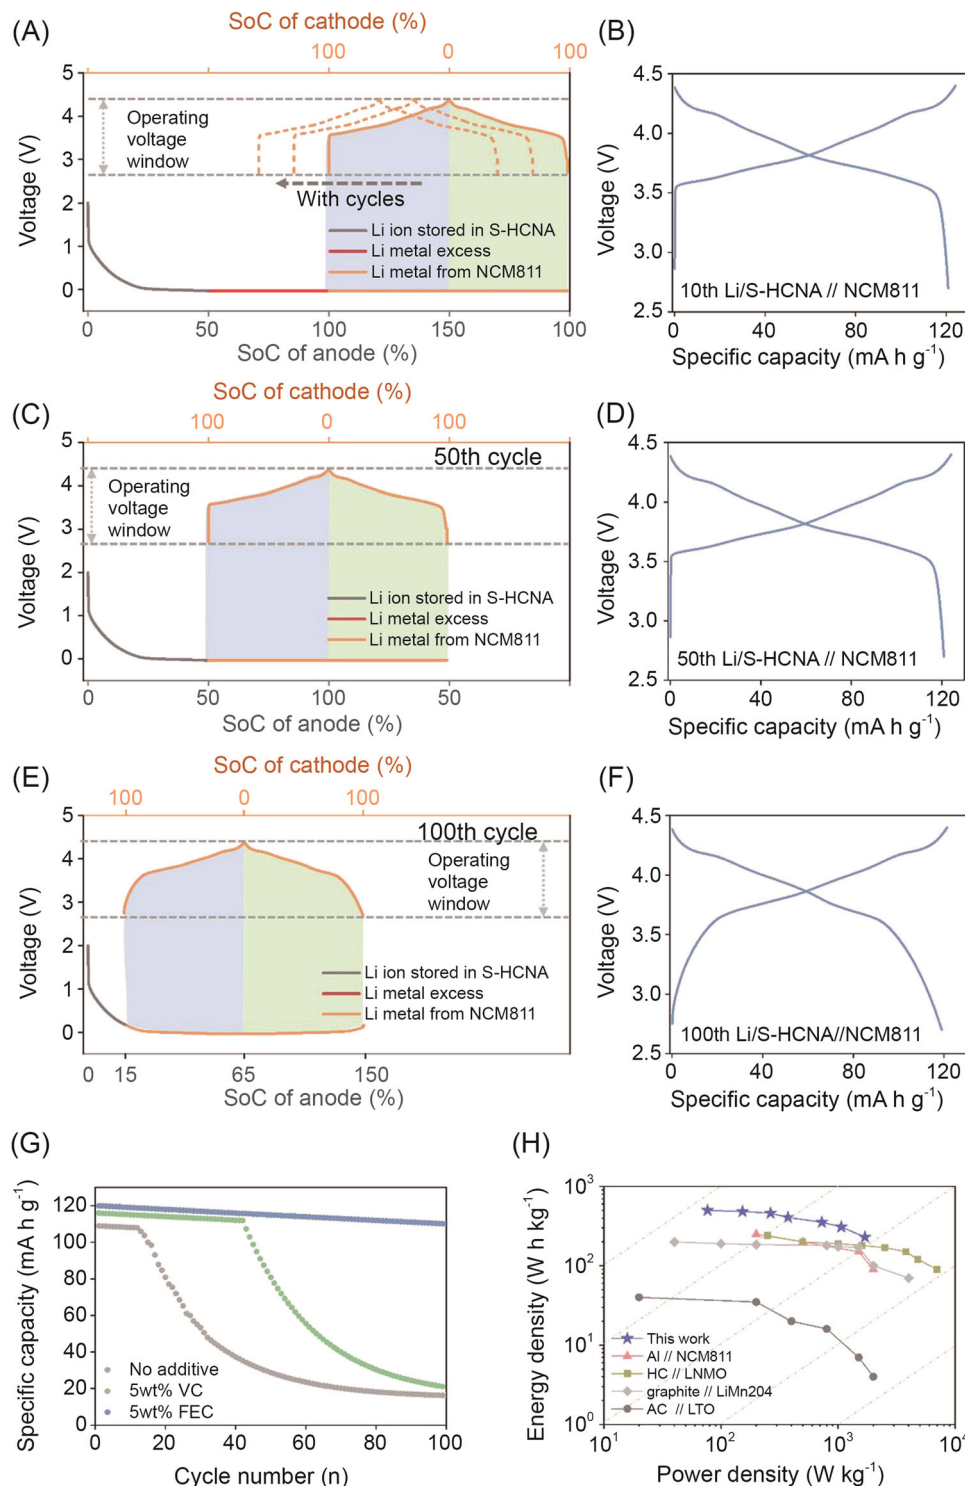 (A)
SoC of cathode (%)
100 0 100
5
4
3
2
1
0
Voltage (V)
Operating
voltage
window
With cycles
Li ion stored in S-HCNA
Li metal excess
Li metal from NCM811
0 50 100 150 100
SoC of anode (%)
(B)
4.5
4.0
3.5
3.0
2.5
Voltage (V)
10th Li/S-HCNA // NCM811
0 40 80 120
Specific capacity (mA h g⁻¹)
(C)
SoC of cathode (%)
100 0 100
5
4
3
2
1
0
Voltage (V)
50th cycle
Operating
voltage
window
Li ion stored in S-HCNA
Li metal excess
Li metal from NCM811
0 50 100 50
SoC of anode (%)
(D)
4.5
4.0
3.5
3.0
2.5
Voltage (V)
50th Li/S-HCNA // NCM811
0 40 80 120
Specific capacity (mA h g⁻¹)
(E)
SoC of cathode (%)
100 0 100
5
4
3
2
1
0
Voltage (V)
100th cycle
Operating
voltage
window
Li ion stored in S-HCNA
Li metal excess
Li metal from NCM811
0 15 65 150
SoC of anode (%)
(F)
4.5
4.0
3.5
3.0
2.5
Voltage (V)
100th Li/S-HCNA//NCM811
0 40 80 120
Specific capacity (mA h g⁻¹)
(G)
120
100
80
60
40
20
0
Specific capacity (mA h g⁻¹)
No additive
5wt% VC
5wt% FEC
0 20 40 60 80 100
Cycle number (n)
(H)
10³
10²
10¹
10⁰
Energy density (W h kg⁻¹)
This work
Al // NCM811
HC // LNMO
graphite // LiMn204
AC // LTO
10¹ 10² 10³ 10⁴
Power density (W kg⁻¹)